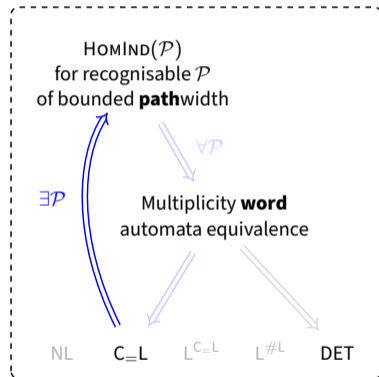 HOMIND(𝒫)
for recognisable 𝒫
of bounded pathwidth
∀𝒫
∃𝒫
Multiplicity word
automata equivalence
NL C₌L L^C₌L L^#L DET